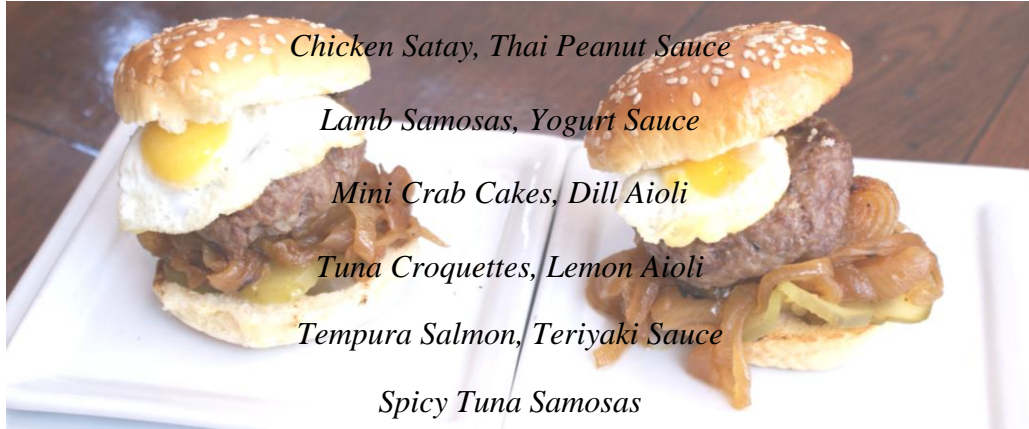 Chicken Satay, Thai Peanut Sauce
Lamb Samosas, Yogurt Sauce
Mini Crab Cakes, Dill Aioli
Tuna Croquettes, Lemon Aioli
Tempura Salmon, Teriyaki Sauce
Spicy Tuna Samosas